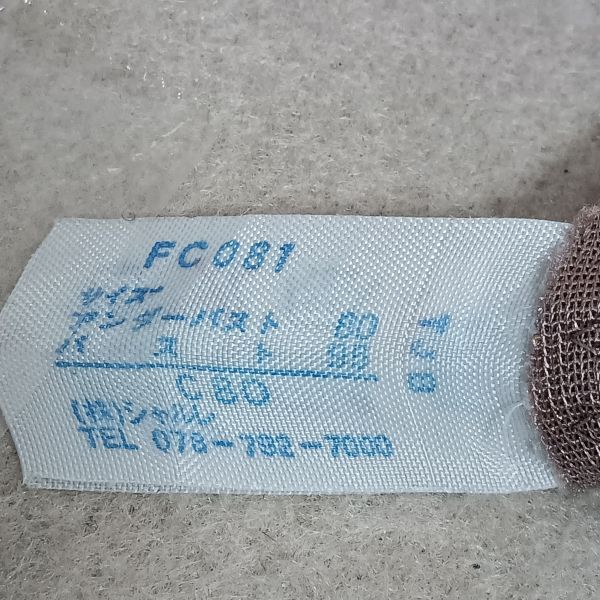 FC081
サイズ
アンダーバスト 80
バスト
C80
(株)シャルレ
TEL 078-792-7000